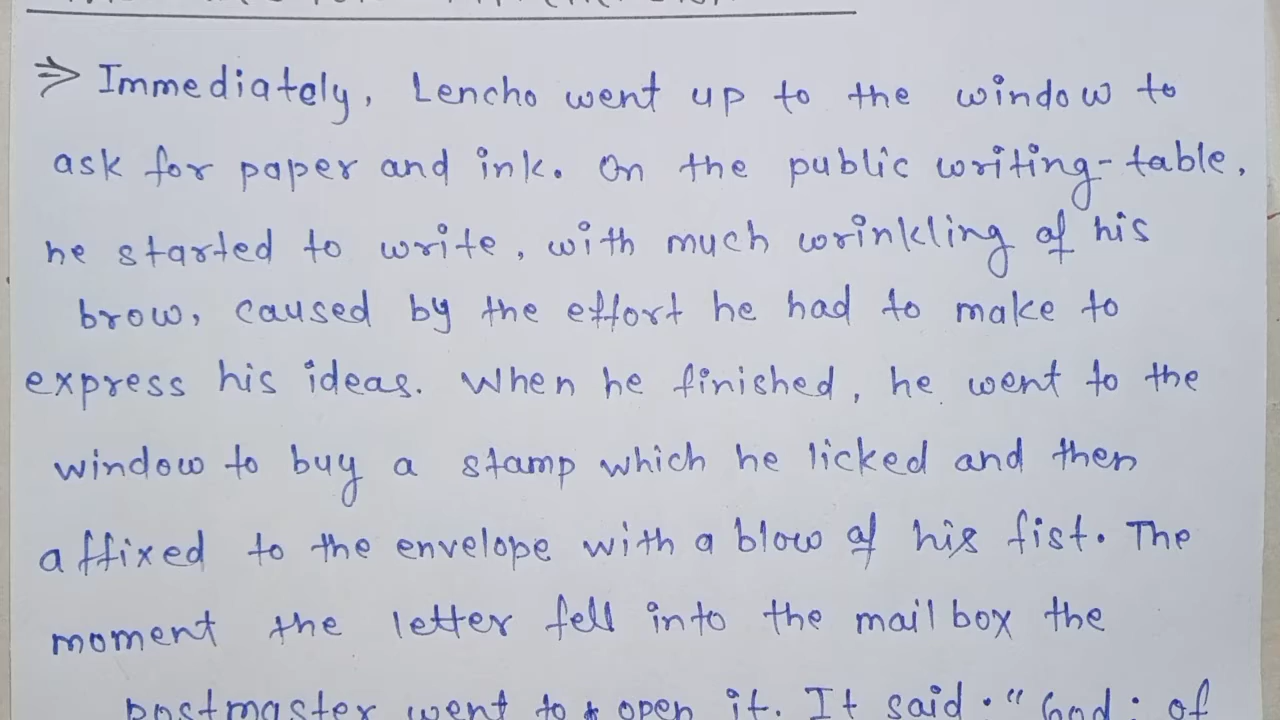 ⇒ Immediately, Lencho went up to the window to
ask for paper and ink. On the public writing-table,
he started to write, with much wrinkling of his
brow, caused by the effort he had to make to
express his ideas. When he finished, he went to the
window to buy a stamp which he licked and then
affixed to the envelope with a blow of his fist. The
moment the letter fell into the mail box the
postmaster went to open it. It said: "God: of